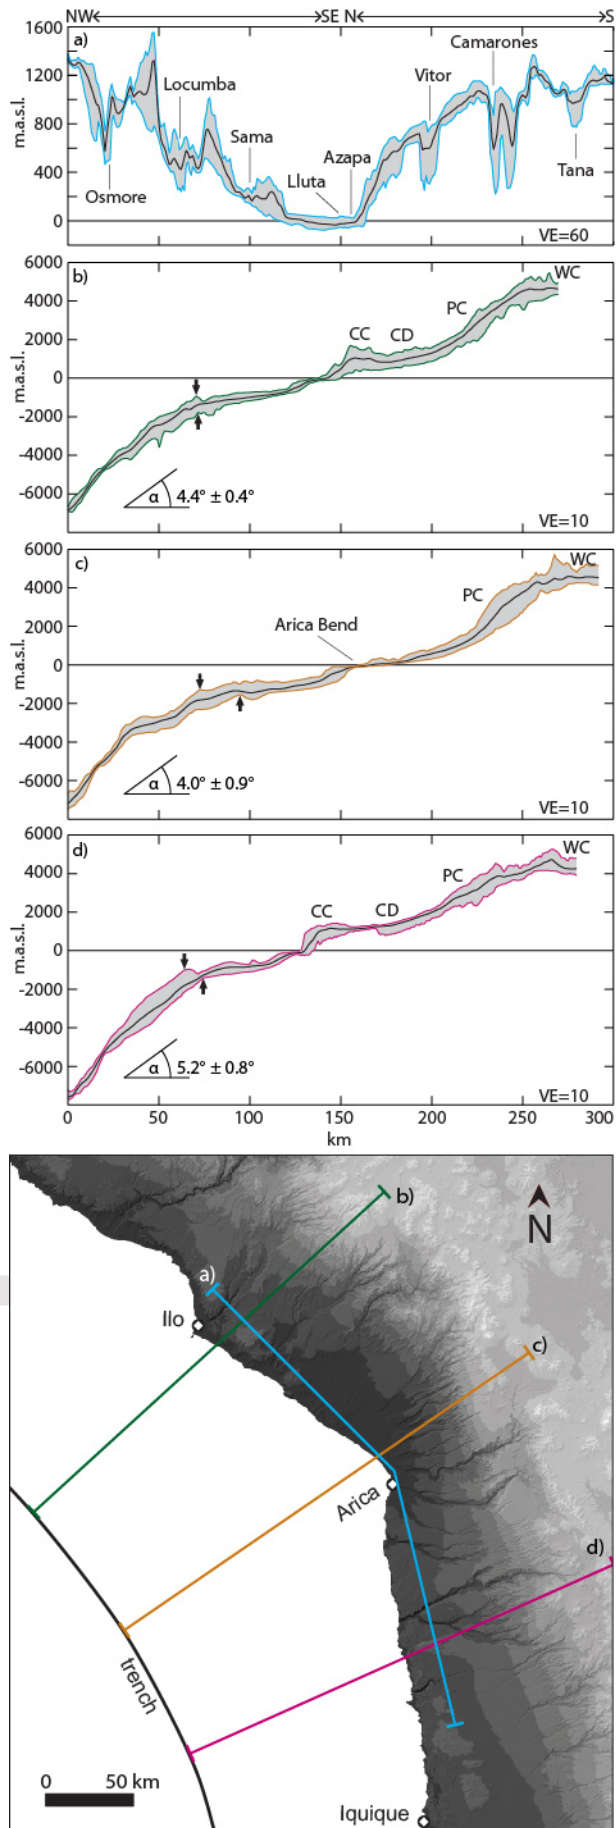 NW SE N S
1600
a)
Camarones
1200
Locumba
Vitor
m.a.s.l.
800
Sama
Azapa
400
Lluta
Osmore
Tana
0
VE=60
6000
b)
WC
4000
PC
2000
CC CD
m.a.s.l.
0
-2000
-4000
-6000
α 4.4° ± 0.4°
VE=10
6000
c)
WC
4000
PC
2000
Arica Bend
m.a.s.l.
0
-2000
-4000
-6000
α 4.0° ± 0.9°
VE=10
6000
d)
WC
4000
PC
2000
CC CD
m.a.s.l.
0
-2000
-4000
-6000
α 5.2° ± 0.8°
VE=10
0 50 100 150 200 250 300
km
b)
N
a)
Ilo
c)
Arica
d)
trench
0 50 km
Iquique